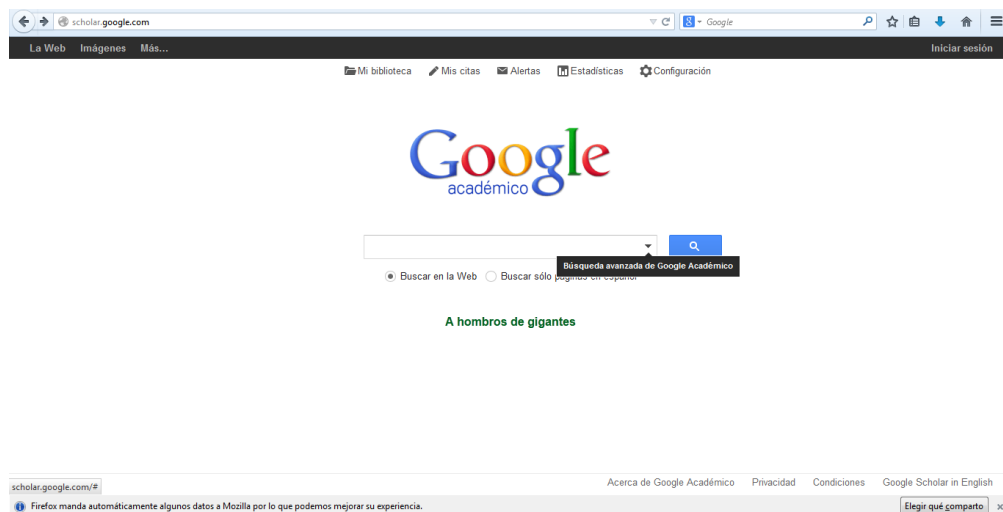 scholar.google.com
8 - Google
La Web Imágenes Más... Iniciar sesión
Mi biblioteca Mis citas Alertas Estadísticas Configuración
Google
académico
Búsqueda avanzada de Google Académico
Buscar en la Web Buscar sólo páginas en español
A hombros de gigantes
Acerca de Google Académico Privacidad Condiciones Google Scholar in English
scholar.google.com/#
Firefox manda automáticamente algunos datos a Mozilla por lo que podemos mejorar su experiencia. Elegir qué comparto x